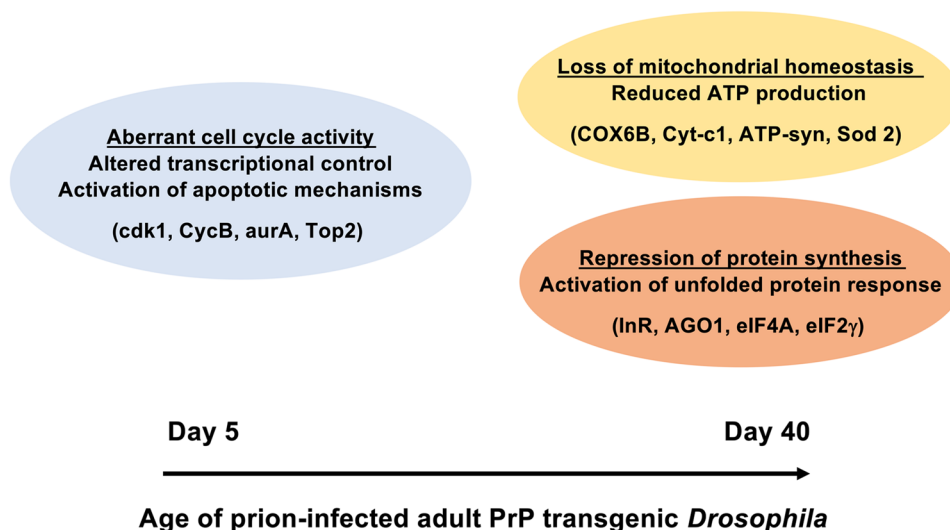 Aberrant cell cycle activity
Altered transcriptional control
Activation of apoptotic mechanisms
(cdk1, CycB, aurA, Top2)
Loss of mitochondrial homeostasis
Reduced ATP production
(COX6B, Cyt-c1, ATP-syn, Sod 2)
Repression of protein synthesis
Activation of unfolded protein response
(InR, AGO1, eIF4A, eIF2γ)
Day 5
Day 40
Age of prion-infected adult PrP transgenic Drosophila